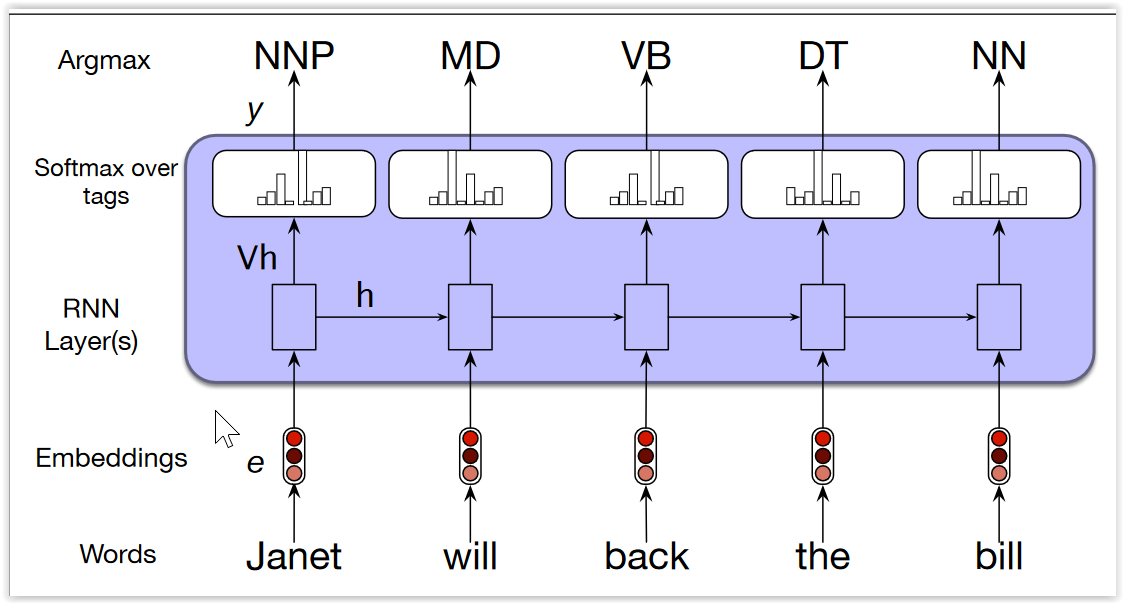 Argmax NNP MD VB DT NN
y
Softmax over
tags
Vh
h
RNN
Layer(s)
Embeddings e
Words Janet will back the bill